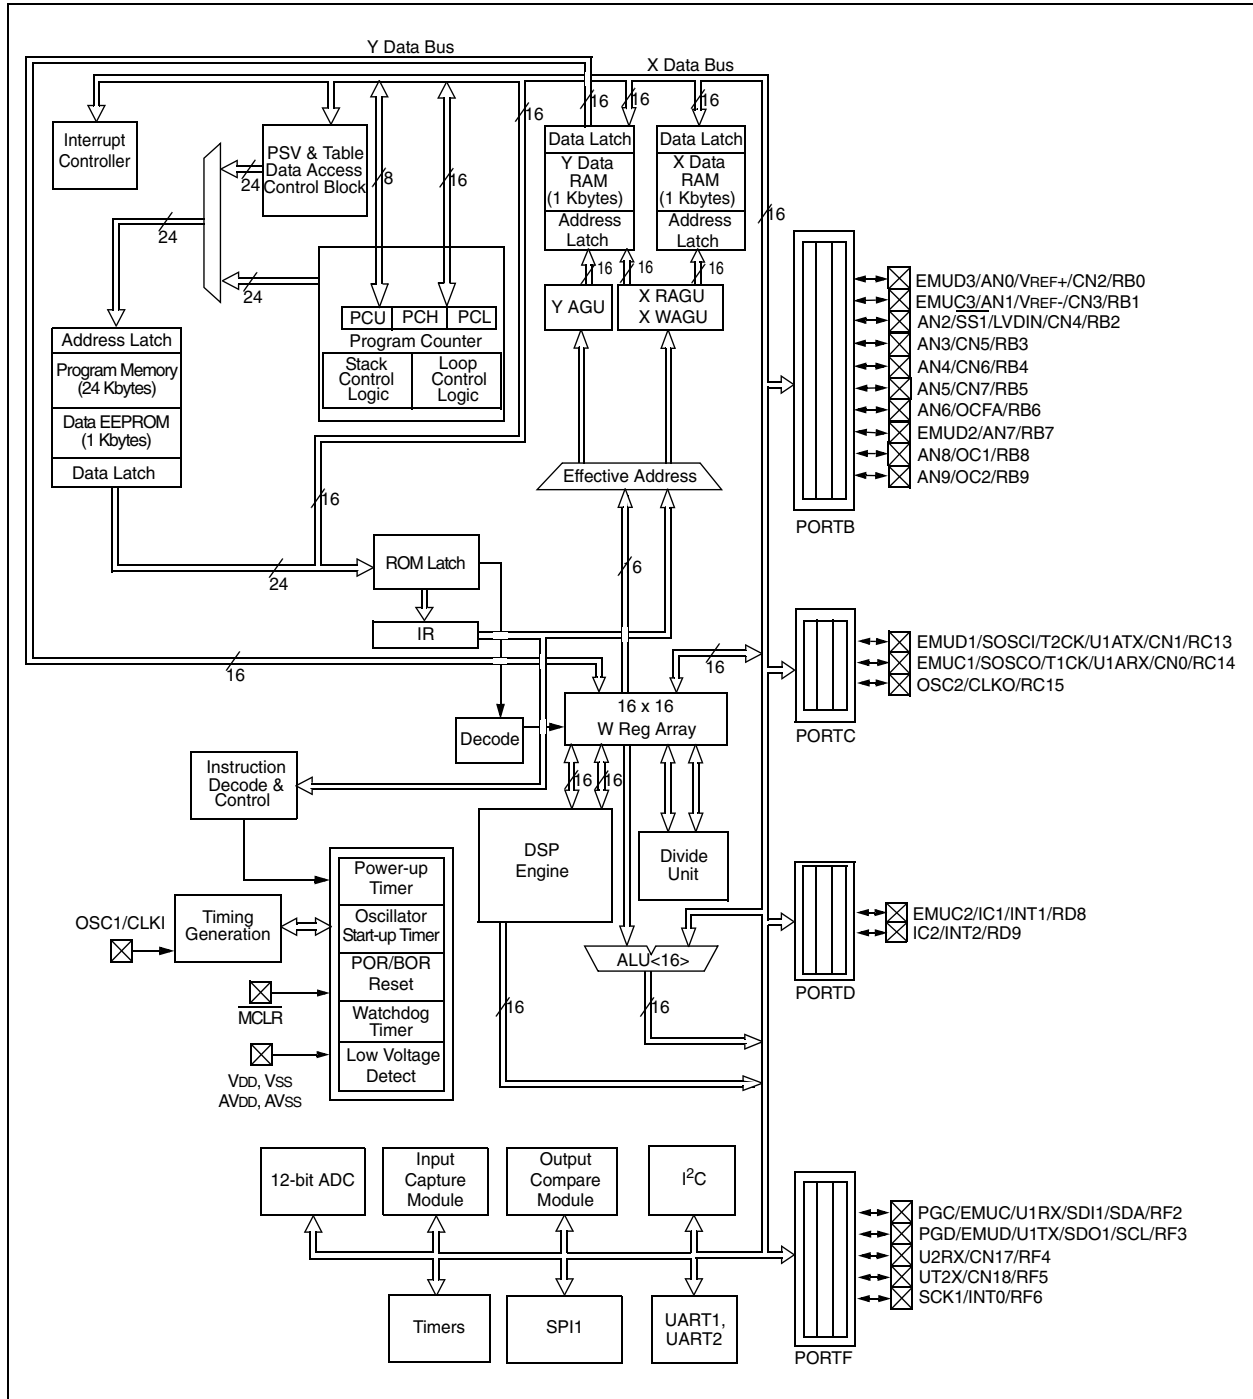 Y Data Bus
X Data Bus
16
16
16
16
Interrupt
Controller
PSV & Table
Data Access
Control Block
24
8
16
24
24
Data Latch
Y Data
RAM
(1 Kbytes)
Address
Latch
Data Latch
X Data
RAM
(1 Kbytes)
Address
Latch
16
16
16
16
Y AGU
X RAGU
X WAGU
PCU
PCH
PCL
Program Counter
Stack
Control
Logic
Loop
Control
Logic
Address Latch
Program Memory
(24 Kbytes)
Data EEPROM
(1 Kbytes)
Data Latch
Effective Address
16
24
ROM Latch
IR
6
16
16
16 x 16
W Reg Array
Decode
Instruction
Decode &
Control
16
16
DSP
Engine
Divide
Unit
Power-up
Timer
Oscillator
Start-up Timer
POR/BOR
Reset
Watchdog
Timer
Low Voltage
Detect
OSC1/CLKI
Timing
Generation
MCLR
VDD, VSS
AVDD, AVSS
ALU<16>
16
16
12-bit ADC
Input
Capture
Module
Output
Compare
Module
I2C
Timers
SPI1
UART1,
UART2
EMUD3/AN0/VREF+/CN2/RB0
EMUC3/AN1/VREF-/CN3/RB1
AN2/SS1/LVDIN/CN4/RB2
AN3/CN5/RB3
AN4/CN6/RB4
AN5/CN7/RB5
AN6/OCFA/RB6
EMUD2/AN7/RB7
AN8/OC1/RB8
AN9/OC2/RB9
PORTB
EMUD1/SOSCI/T2CK/U1ATX/CN1/RC13
EMUC1/SOSCO/T1CK/U1ARX/CN0/RC14
OSC2/CLKO/RC15
PORTC
EMUC2/IC1/INT1/RD8
IC2/INT2/RD9
PORTD
PGC/EMUC/U1RX/SDI1/SDA/RF2
PGD/EMUD/U1TX/SDO1/SCL/RF3
U2RX/CN17/RF4
UT2X/CN18/RF5
SCK1/INT0/RF6
PORTF